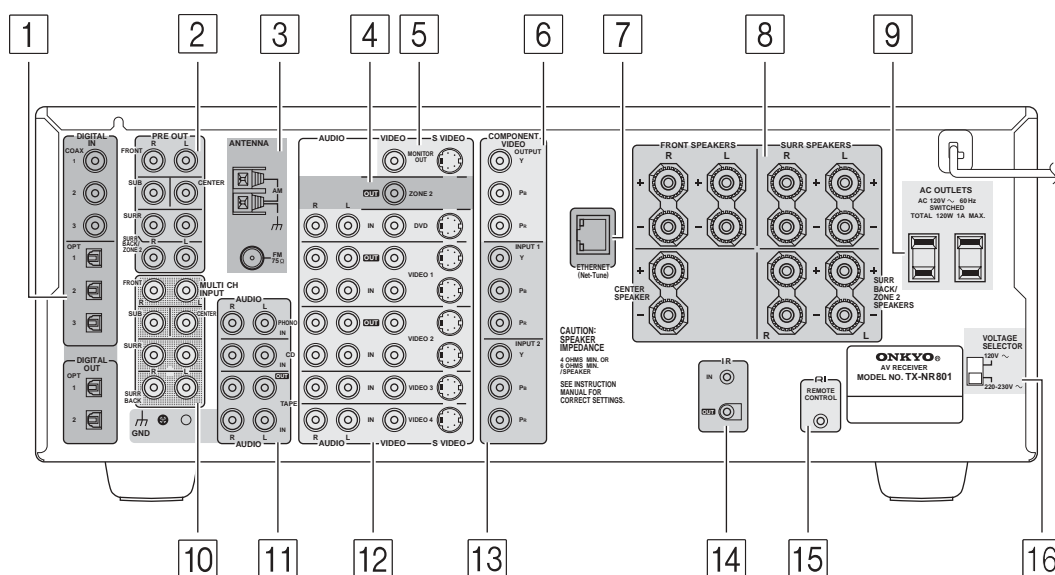 1
2
3
4
5
6
7
8
9
DIGITAL
IN
COAX
1
2
3
OPT
1
2
3
DIGITAL
OUT
OPT
1
2
PRE OUT
R L
FRONT
SUB CENTER
SURR
SURR
BACK/
ZONE 2
R L
MULTI CH
INPUT
FRONT
R L
SUB CENTER
SURR
R L
SURR
BACK
GND
ANTENNA
AM
FM
75Ω
AUDIO
R L
PHONO
IN
CD
IN
OUT
TAPE
IN
R L
AUDIO
AUDIO VIDEO S VIDEO
MONITOR
OUT
OUT ZONE 2
R L
IN DVD
OUT
VIDEO 1
IN
OUT
VIDEO 2
IN
IN VIDEO 3
IN VIDEO 4
R L
AUDIO VIDEO S VIDEO
COMPONENT
VIDEO
OUTPUT
Y
PB
PR
INPUT 1
Y
PB
PR
INPUT 2
Y
PB
PR
ETHERNET
(Net-Tune)
CAUTION:
SPEAKER
IMPEDANCE
4 OHMS MIN. OR
6 OHMS MIN.
/SPEAKER
SEE INSTRUCTION
MANUAL FOR
CORRECT SETTINGS.
FRONT SPEAKERS
R L
SURR SPEAKERS
R L
+ + + +
- - - -
CENTER
SPEAKER
+ + +
- - -
SURR
BACK/
ZONE 2
SPEAKERS
R L
AC OUTLETS
AC 120V ~ 60 Hz
SWITCHED
TOTAL 120W 1A MAX.
IR
IN
OUT
RI
REMOTE
CONTROL
ONKYO®
AV RECEIVER
MODEL NO. TX-NR801
VOLTAGE
SELECTOR
120V ~
220-230V ~
10
11
12
13
14
15
16